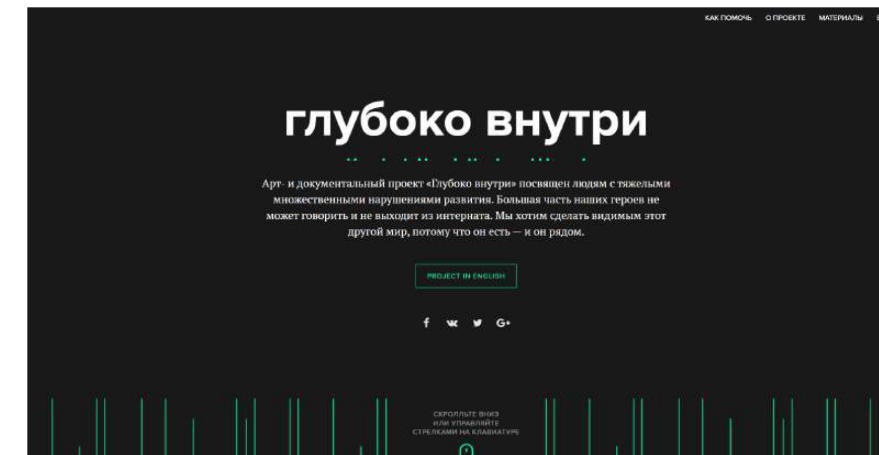 КАК ПОМОЧЬ О ПРОЕКТЕ МАТЕРИАЛЫ
глубоко внутри
Арт- и документальный проект «Глубоко внутри» посвящен людям с тяжелыми
множественными нарушениями развития. Большая часть наших героев не
может говорить и не выходит из интерната. Мы хотим сделать видимым этот
другой мир, потому что он есть — и он рядом.
PROJECT IN ENGLISH
СКРОЛЛЬТЕ ВНИЗ
ИЛИ УПРАВЛЯЙТЕ
СТРЕЛКАМИ НА КЛАВИАТУРЕ